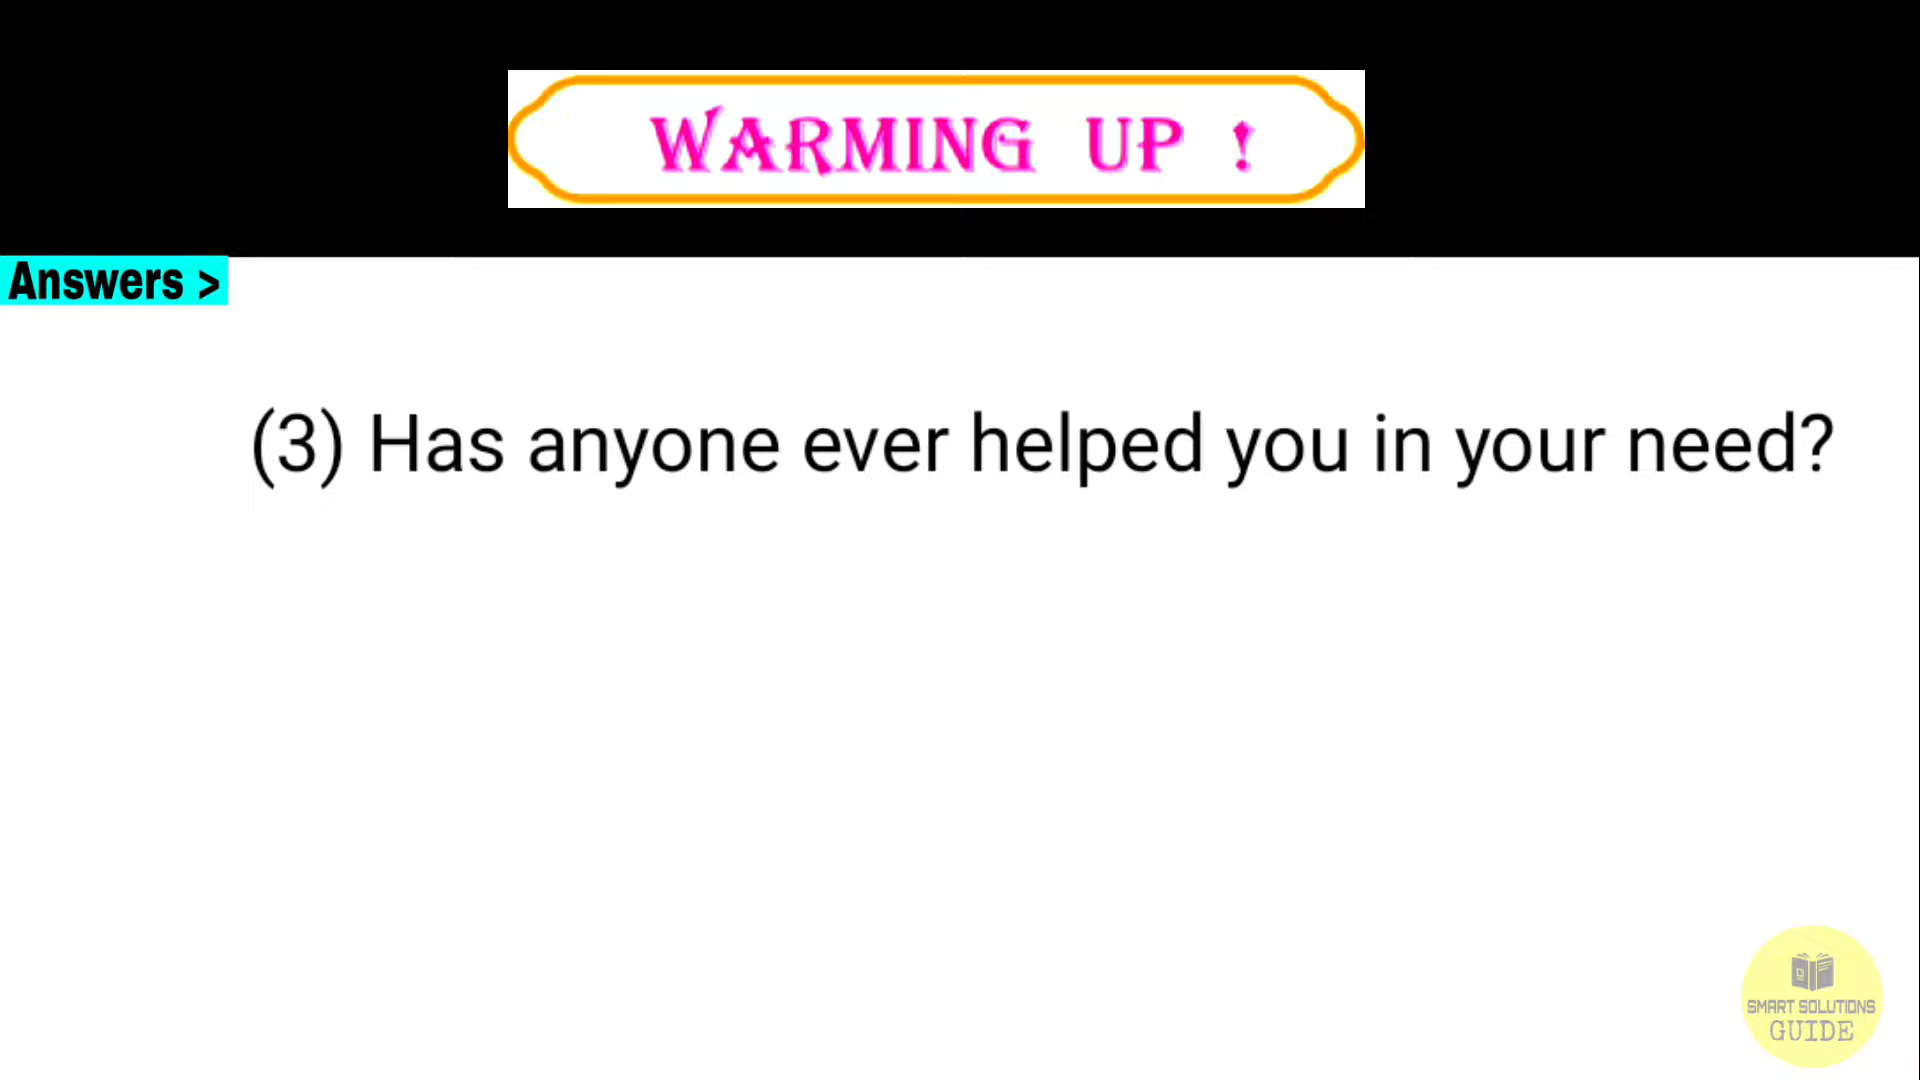 WARMING UP !
Answers >
(3) Has anyone ever helped you in your need?
SMART SOLUTIONS
GUIDE